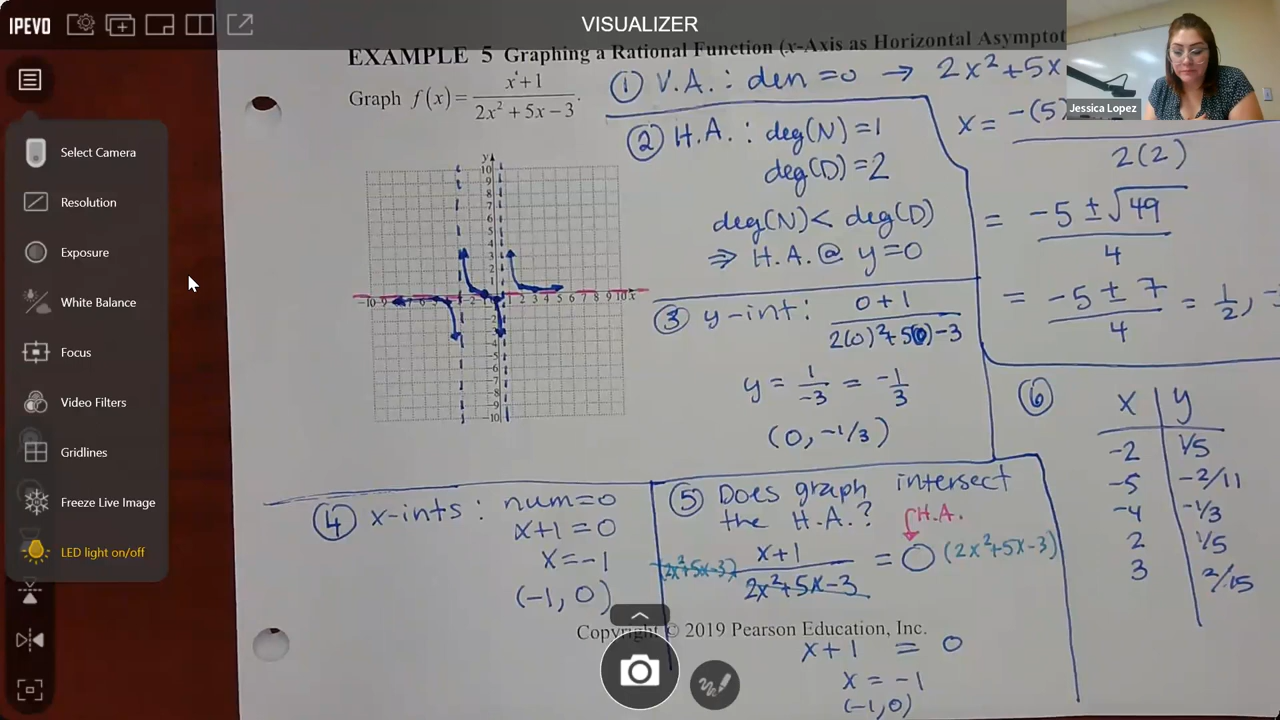 IPEVO
VISUALIZER
Select Camera
Resolution
Exposure
White Balance
Focus
Video Filters
Gridlines
Freeze Live Image
LED light on/off
Jessica Lopez
EXAMPLE 5 Graphing a Rational Function (x-Axis as Horizontal Asymptot
Graph f(x) = x+1 / 2x² + 5x − 3.
① V.A.: den = 0 → 2x² + 5x
x = -(5)
2(2)
= -5 ± √49 / 4
= -5 ± 7 / 4 = 1/2, -
② H.A.: deg(N) = 1
deg(D) = 2
deg(N) < deg(D)
⇒ H.A. @ y = 0
③ y-int: 0+1 / 2(0)² + 5(0) − 3
y = 1/-3 = -1/3
(0, -1/3)
④ x-ints: num = 0
x+1 = 0
x = -1
(-1, 0)
⑤ Does graph intersect
the H.A.?
H.A.
(2x²+5x-3) x+1 / 2x²+5x-3 = 0 (2x²+5x-3)
x+1 = 0
x = -1
(-1, 0)
⑥
x | y
-2 | 1/5
-5 | -2/11
-4 | -1/3
2 | 1/5
3 | 2/15
Copyright © 2019 Pearson Education, Inc.